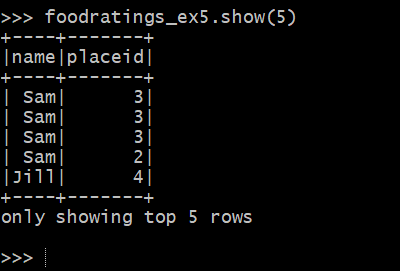 >>> foodratings_ex5.show(5)
+----+-------+
|name|placeid|
+----+-------+
| Sam|      3|
| Sam|      3|
| Sam|      3|
| Sam|      2|
|Jill|      4|
+----+-------+
only showing top 5 rows
>>>